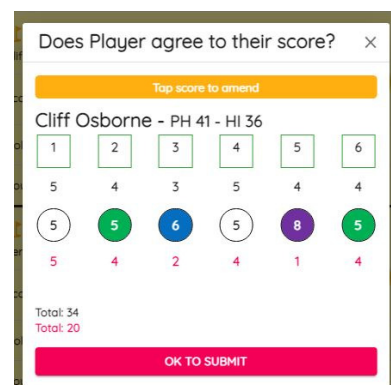 Does Player agree to their score? ×
Tap score to amend
Cliff Osborne - PH 41 - HI 36
1 2 3 4 5 6
5 4 3 5 4 4
5 5 6 5 8 5
5 4 2 4 1 4
Total: 34
Total: 20
OK TO SUBMIT